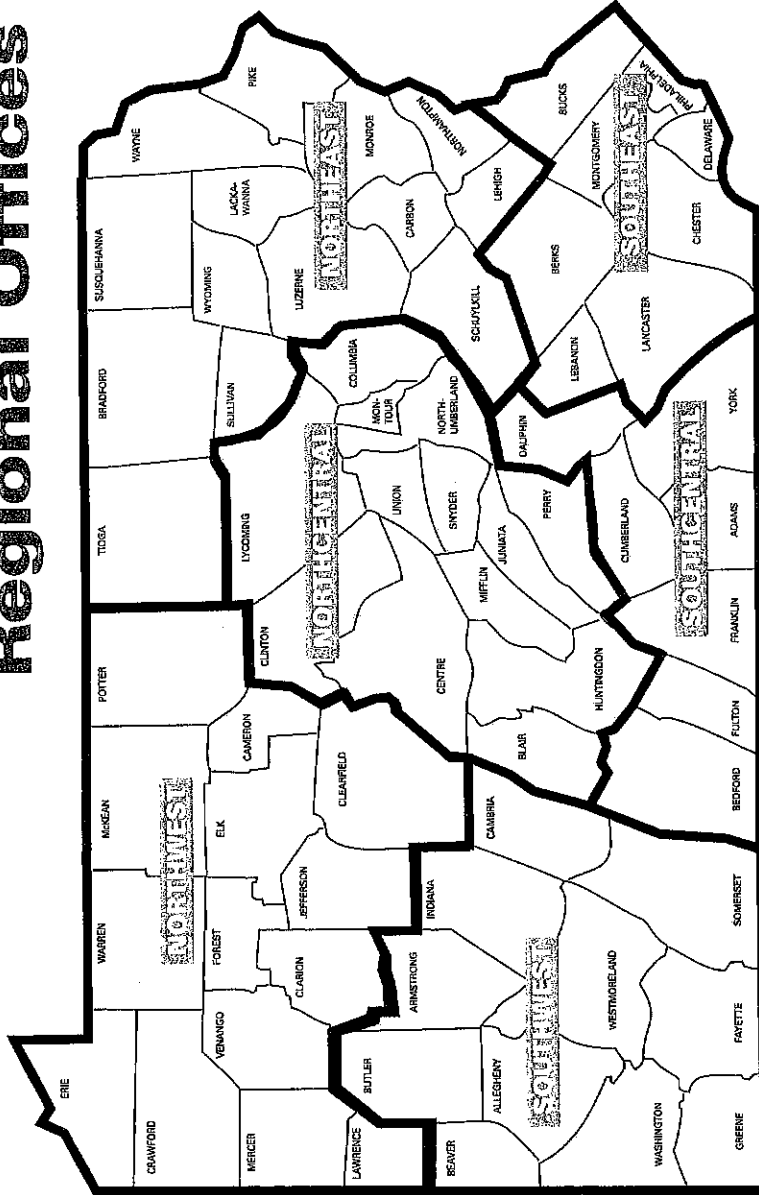 Regional Offices
ERIE
CRAWFORD
MERCER
LAWRENCE
WARREN
McKEAN
POTTER
NORTHWEST
VENANGO
FOREST
ELK
CAMERON
CLARION
JEFFERSON
CLEARFIELD
BEAVER
BUTLER
ARMSTRONG
INDIANA
CAMBRIA
ALLEGHENY
SOUTHWEST
WESTMORELAND
WASHINGTON
GREENE
FAYETTE
SOMERSET
CLINTON
LYCOMING
NORTHCENTRAL
COLUMBIA
MON-
TOUR
NORTH-
UMBERLAND
UNION
SNYDER
CENTRE
MIFFLIN
JUNIATA
PERRY
BLAIR
HUNTINGDON
TIOGA
BRADFORD
SUSQUEHANNA
WAYNE
SULLIVAN
WYOMING
LACKA-
WANNA
PIKE
LUZERNE
NORTHEAST
MONROE
CARBON
NORTHAMPTON
SCHUYLKILL
LEHIGH
BEDFORD
FULTON
FRANKLIN
SOUTHCENTRAL
CUMBERLAND
DAUPHIN
ADAMS
YORK
LEBANON
BERKS
LANCASTER
SOUTHEAST
MONTGOMERY
BUCKS
PHILADELPHIA
DELAWARE
CHESTER